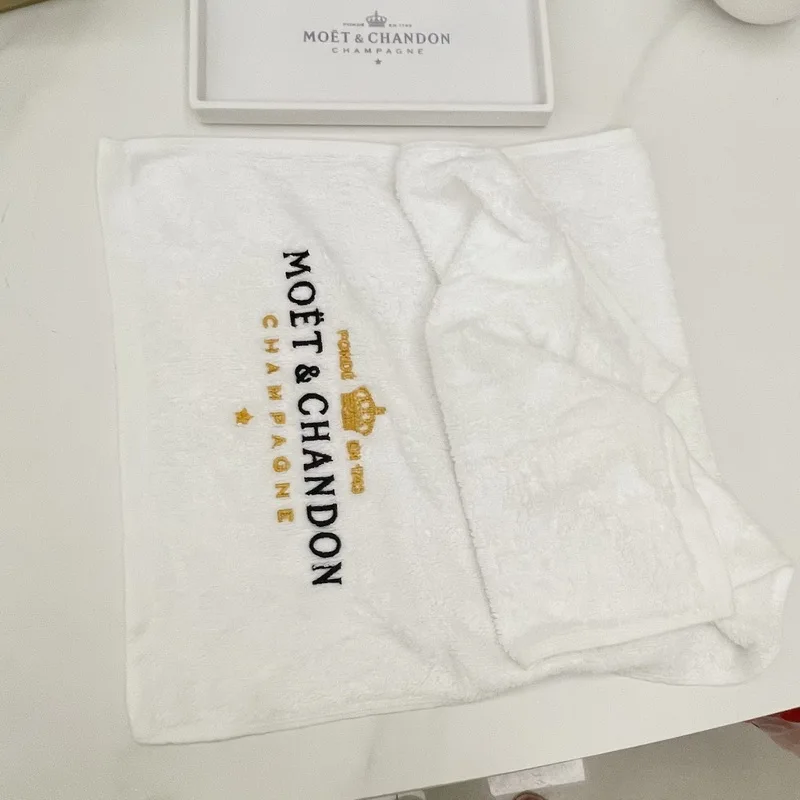 FONDÉ EN 1743
MOËT & CHANDON
CHAMPAGNE
FONDÉ EN 1743
MOËT & CHANDON
CHAMPAGNE